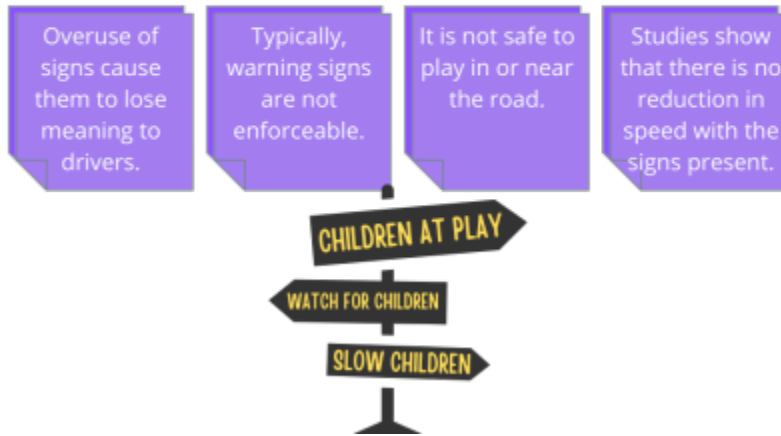 Overuse of
signs cause
them to lose
meaning to
drivers.
Typically,
warning signs
are not
enforceable.
It is not safe to
play in or near
the road.
Studies show
that there is no
reduction in
speed with the
signs present.
CHILDREN AT PLAY
WATCH FOR CHILDREN
SLOW CHILDREN